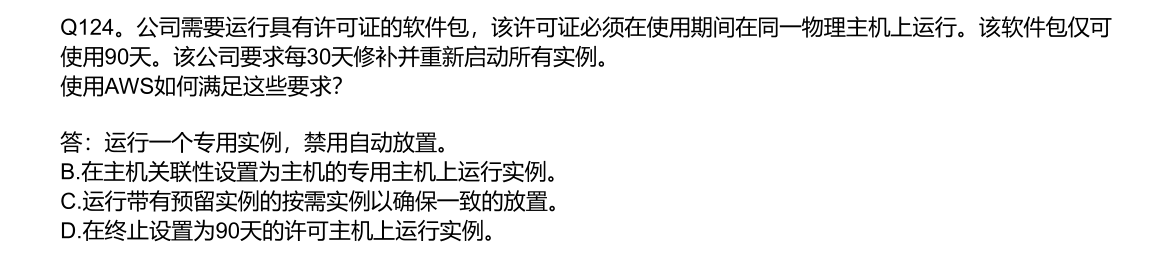 Q124。公司需要运行具有许可证的软件包，该许可证必须在使用期间在同一物理主机上运行。该软件包仅可
使用90天。该公司要求每30天修补并重新启动所有实例。
使用AWS如何满足这些要求？
答：运行一个专用实例，禁用自动放置。
B.在主机关联性设置为主机的专用主机上运行实例。
C.运行带有预留实例的按需实例以确保一致的放置。
D.在终止设置为90天的许可主机上运行实例。